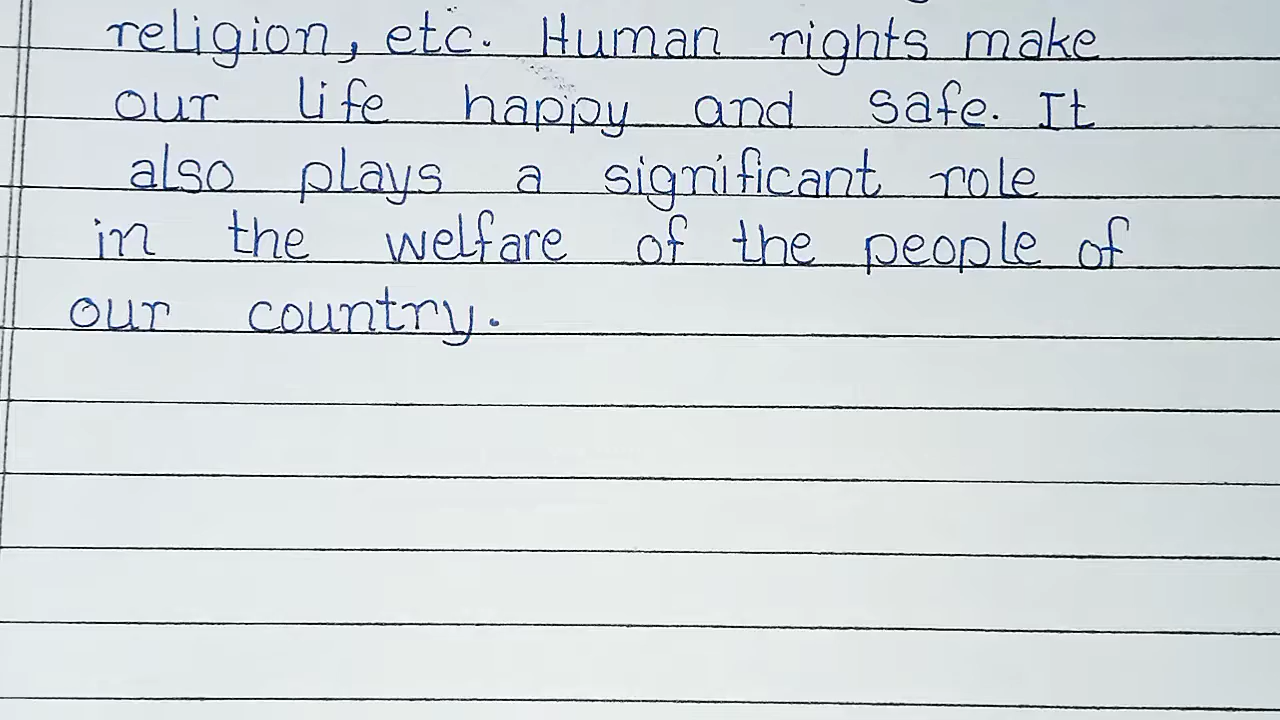 religion, etc. Human rights make
our life happy and safe. It
also plays a significant role
in the welfare of the people of
our country.